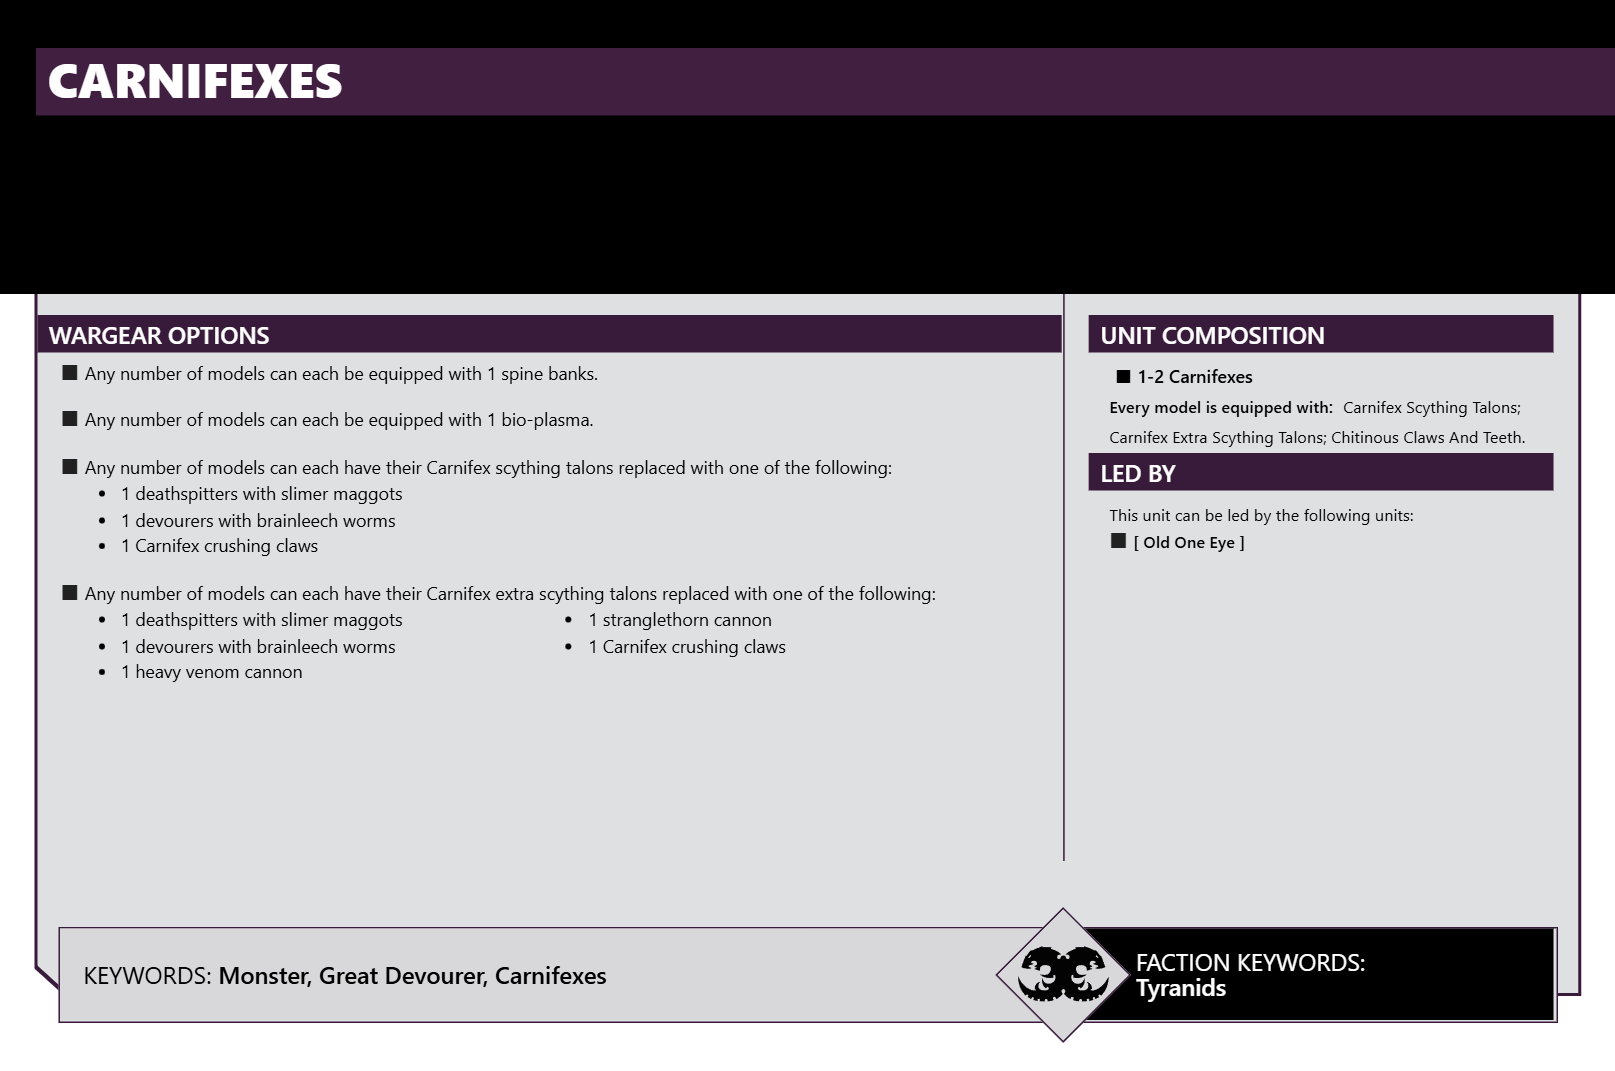 CARNIFEXES
WARGEAR OPTIONS
■ Any number of models can each be equipped with 1 spine banks.
■ Any number of models can each be equipped with 1 bio-plasma.
■ Any number of models can each have their Carnifex scything talons replaced with one of the following:
• 1 deathspitters with slimer maggots
• 1 devourers with brainleech worms
• 1 Carnifex crushing claws
■ Any number of models can each have their Carnifex extra scything talons replaced with one of the following:
• 1 deathspitters with slimer maggots
• 1 devourers with brainleech worms
• 1 heavy venom cannon
• 1 stranglethorn cannon
• 1 Carnifex crushing claws
UNIT COMPOSITION
■ 1-2 Carnifexes
Every model is equipped with: Carnifex Scything Talons;
Carnifex Extra Scything Talons; Chitinous Claws And Teeth.
LED BY
This unit can be led by the following units:
■ [ Old One Eye ]
KEYWORDS: Monster, Great Devourer, Carnifexes
FACTION KEYWORDS:
Tyranids